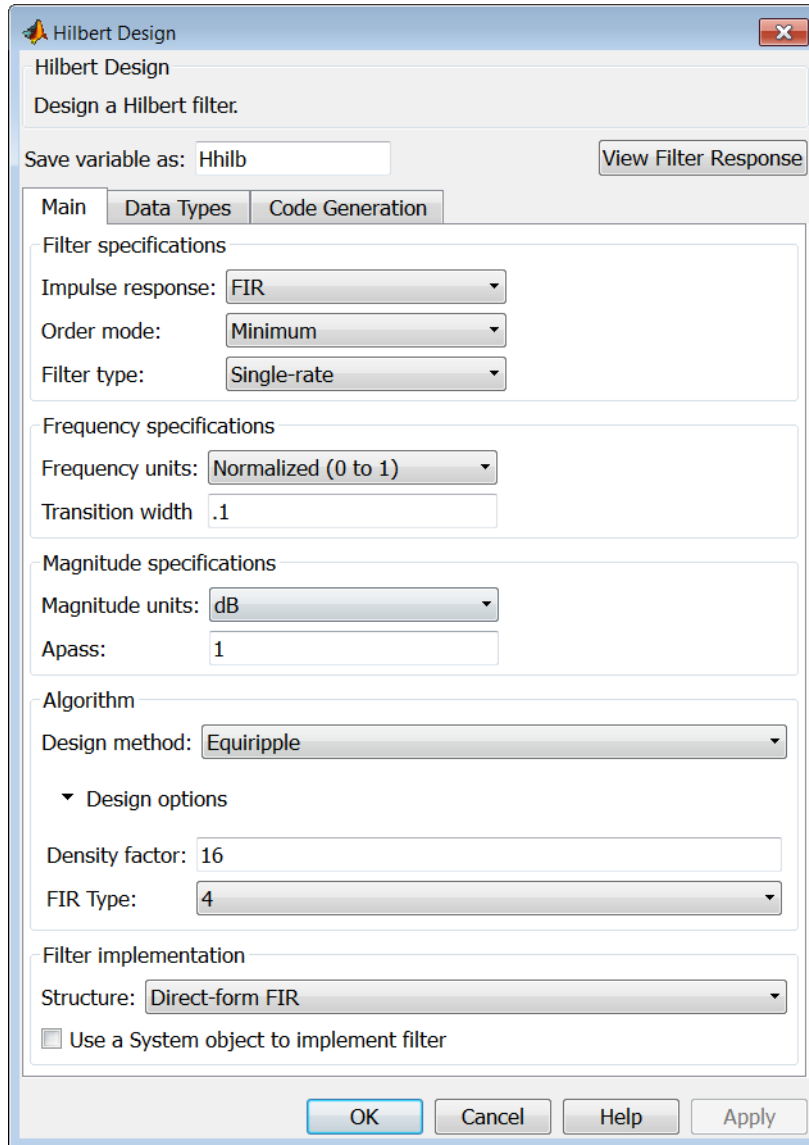 Hilbert Design
Hilbert Design
Design a Hilbert filter.
Save variable as: Hhilb View Filter Response
Main Data Types Code Generation
Filter specifications
Impulse response: FIR
Order mode: Minimum
Filter type: Single-rate
Frequency specifications
Frequency units: Normalized (0 to 1)
Transition width .1
Magnitude specifications
Magnitude units: dB
Apass: 1
Algorithm
Design method: Equiripple
Design options
Density factor: 16
FIR Type: 4
Filter implementation
Structure: Direct-form FIR
Use a System object to implement filter
OK Cancel Help Apply